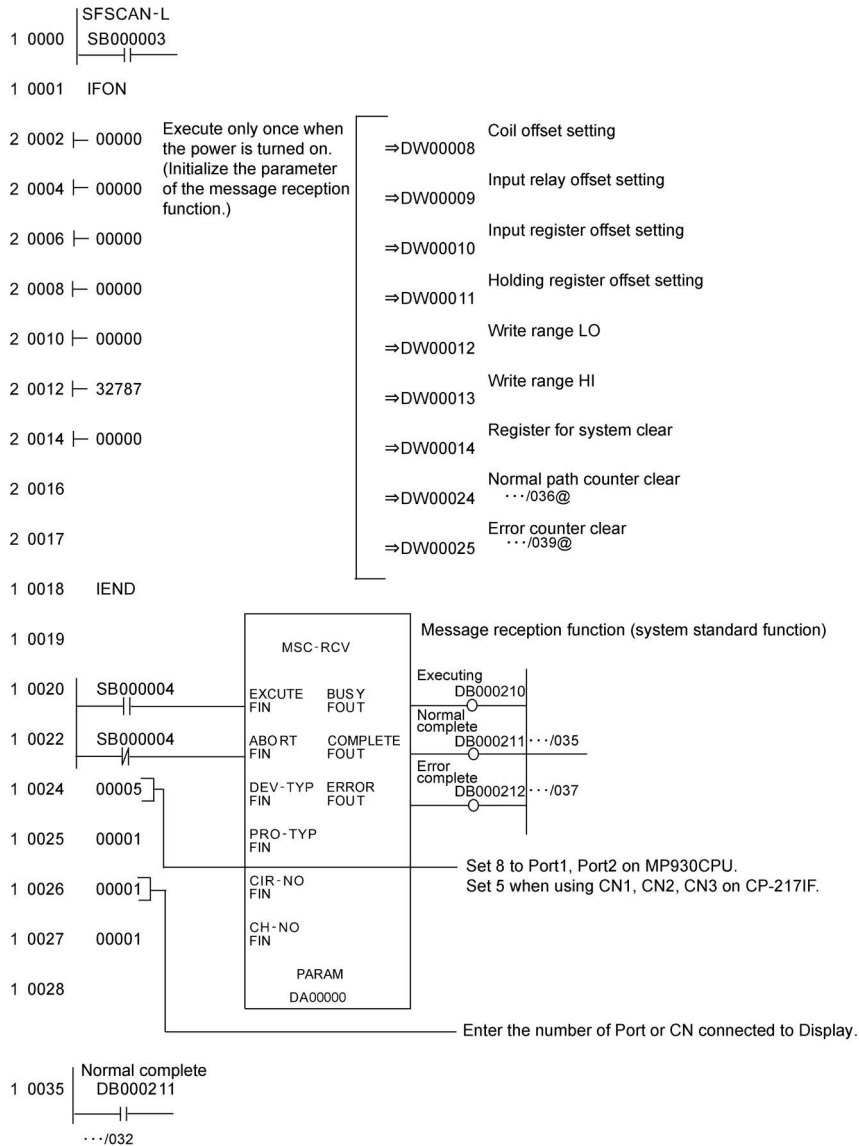 SFSCAN-L
1 0000 SB000003
1 0001 IFON
2 0002 00000 Execute only once when the power is turned on. (Initialize the parameter of the message reception function.) ⇒DW00008 Coil offset setting
2 0004 00000 ⇒DW00009 Input relay offset setting
2 0006 00000 ⇒DW00010 Input register offset setting
2 0008 00000 ⇒DW00011 Holding register offset setting
2 0010 00000 ⇒DW00012 Write range LO
2 0012 32787 ⇒DW00013 Write range HI
2 0014 00000 ⇒DW00014 Register for system clear
2 0016 ⇒DW00024 Normal path counter clear
···/036@
2 0017 ⇒DW00025 Error counter clear
···/039@
1 0018 IEND
1 0019 MSC-RCV Message reception function (system standard function)
Executing
1 0020 SB000004 EXCUTE BUSY DB000210
FIN FOUT
Normal complete
1 0022 SB000004 ABORT COMPLETE DB000211 ···/035
FIN FOUT
Error complete
1 0024 00005 DEV-TYP ERROR DB000212 ···/037
FIN FOUT
1 0025 00001 PRO-TYP
FIN
Set 8 to Port1, Port2 on MP930CPU.
Set 5 when using CN1, CN2, CN3 on CP-217IF.
1 0026 00001 CIR-NO
FIN
1 0027 00001 CH-NO
FIN
PARAM
1 0028 DA00000
Enter the number of Port or CN connected to Display.
Normal complete
1 0035 DB000211
···/032